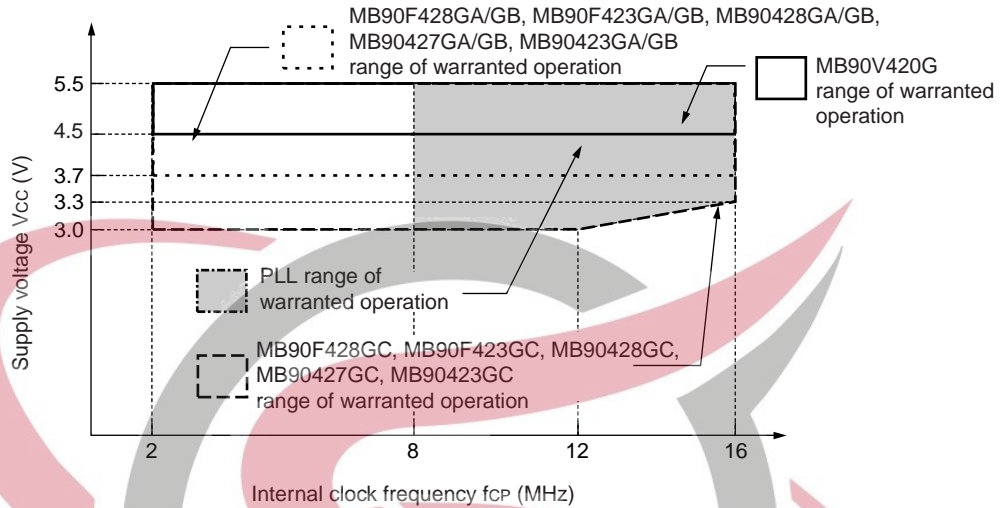 MB90F428GA/GB, MB90F423GA/GB, MB90428GA/GB,
MB90427GA/GB, MB90423GA/GB
range of warranted operation
MB90V420G
range of warranted
operation
5.5
4.5
3.7
3.3
3.0
Supply voltage VCC (V)
PLL range of
warranted operation
MB90F428GC, MB90F423GC, MB90428GC,
MB90427GC, MB90423GC
range of warranted operation
2
8
12
16
Internal clock frequency fCP (MHz)